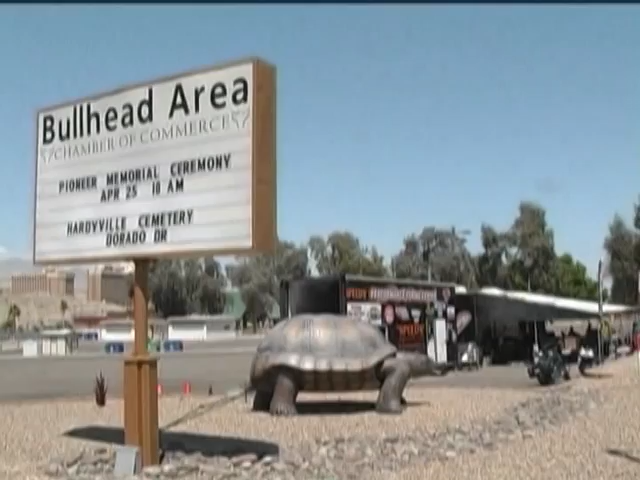 Bullhead Area
CHAMBER OF COMMERCE
PIONEER MEMORIAL CEREMONY
APR 25 10 AM
HARDYVILLE CEMETERY
DORADO DR